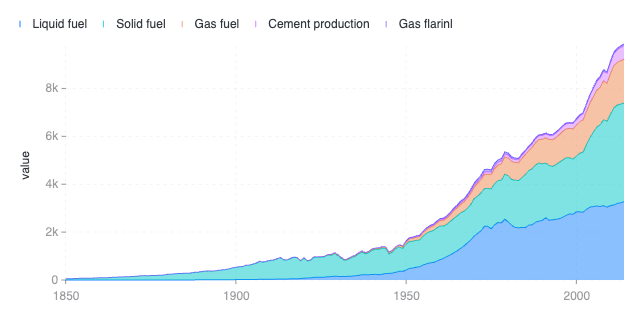 Liquid fuel Solid fuel Gas fuel Cement production Gas flarinl
8k
6k
4k
2k
0
value
1850 1900 1950 2000